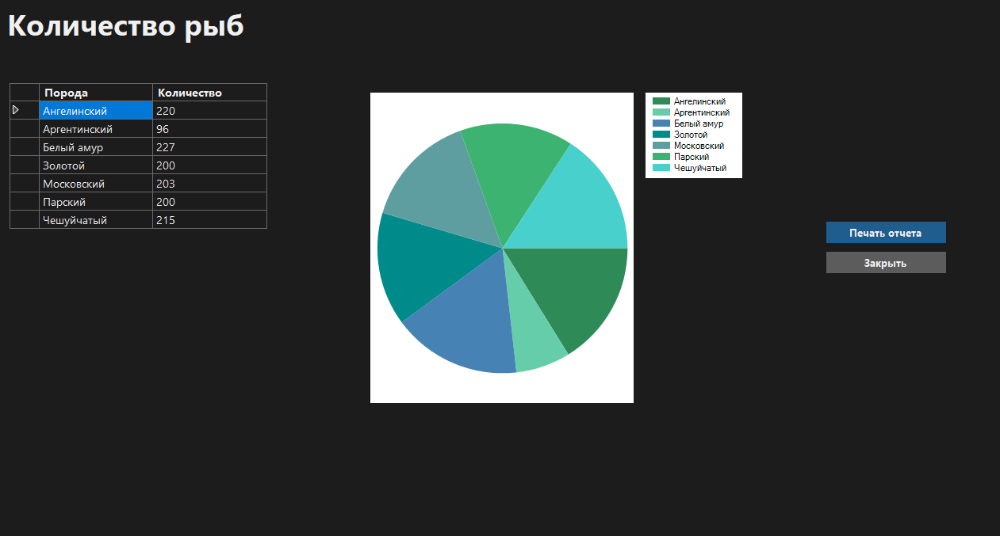 Количество рыб
Порода Количество
Ангелинский 220
Аргентинский 96
Белый амур 227
Золотой 200
Московский 203
Парский 200
Чешуйчатый 215
Ангелинский
Аргентинский
Белый амур
Золотой
Московский
Парский
Чешуйчатый
Печать отчета
Закрыть